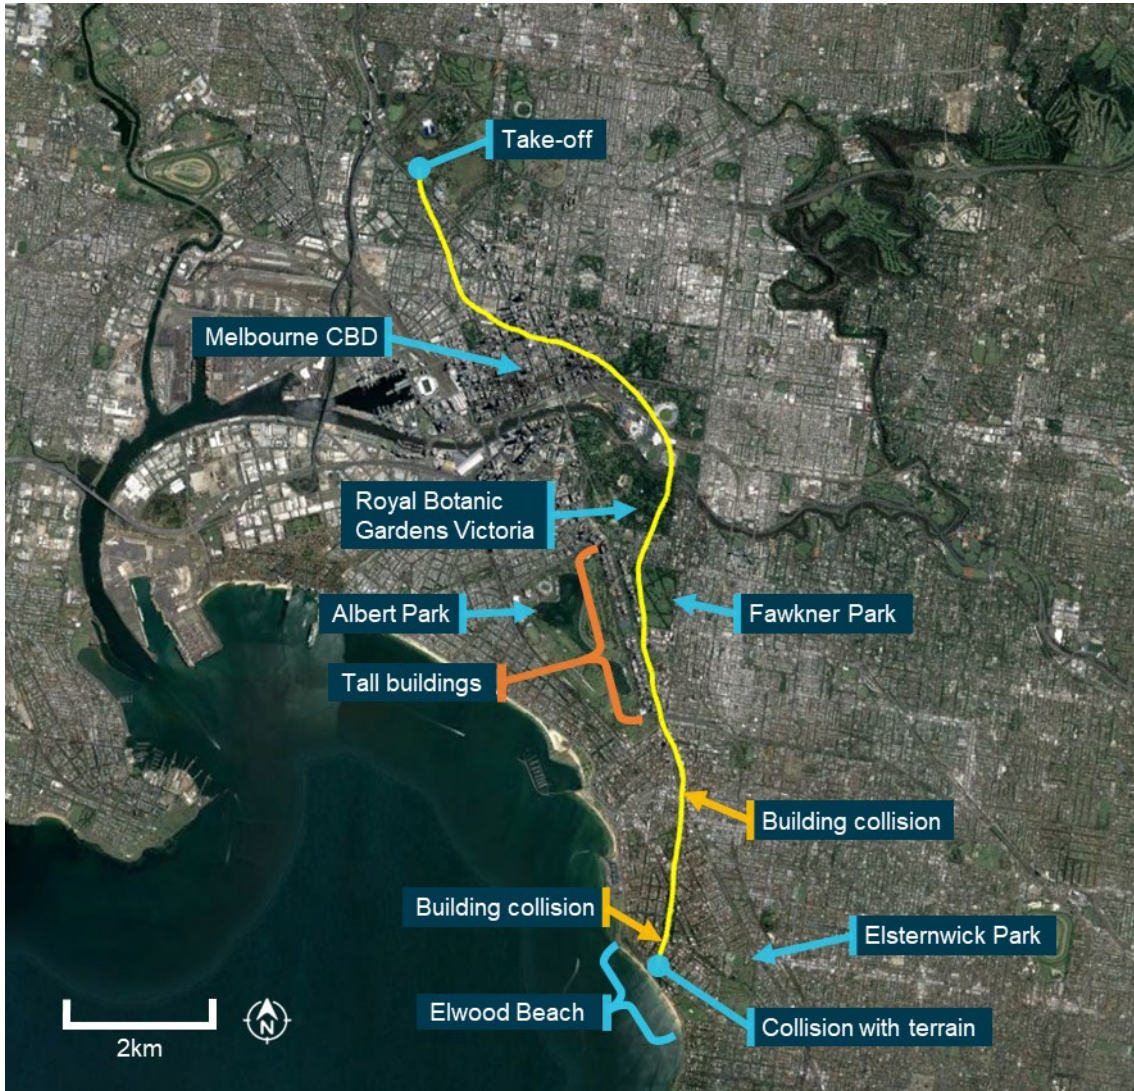 Take-off
Melbourne CBD
Royal Botanic
Gardens Victoria
Albert Park
Fawkner Park
Tall buildings
Building collision
Building collision
Elsternwick Park
Elwood Beach
Collision with terrain
2km
N